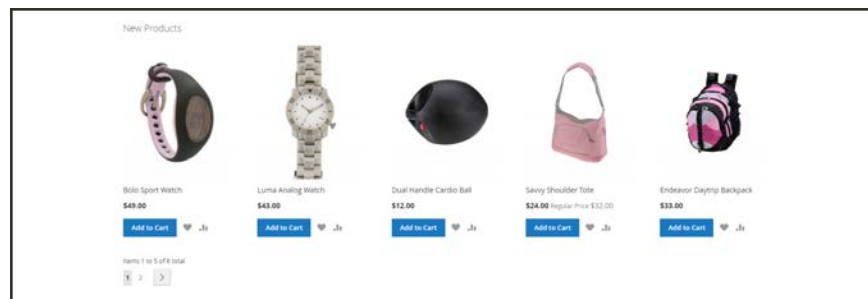 New Products
Bolo Sport Watch
Luma Analog Watch
Dual Handle Cardio Ball
Savvy Shoulder Tote
Endeavor Daytrip Backpack
$49.00
$43.00
$12.00
$24.00 Regular Price $32.00
$33.00
Add to Cart
Add to Cart
Add to Cart
Add to Cart
Add to Cart
Items 1 to 5 of 8 total
1 2